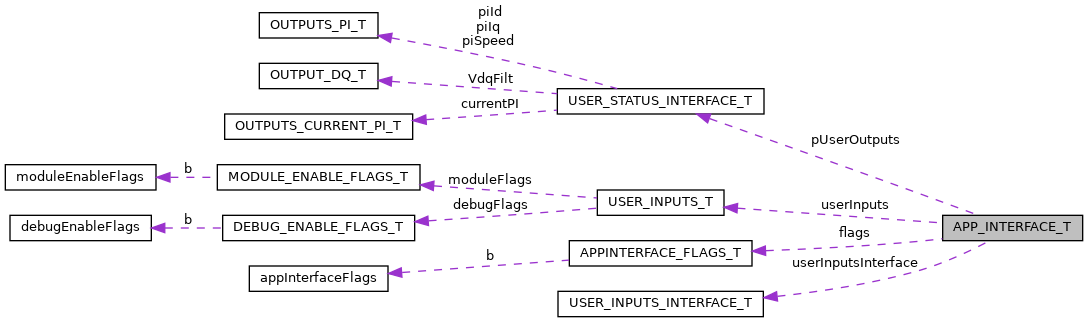 piId
piIq
piSpeed
OUTPUTS_PI_T
OUTPUT_DQ_T
VdqFilt
USER_STATUS_INTERFACE_T
currentPI
OUTPUTS_CURRENT_PI_T
pUserOutputs
moduleEnableFlags
b
MODULE_ENABLE_FLAGS_T
moduleFlags
USER_INPUTS_T
userInputs
debugFlags
debugEnableFlags
b
DEBUG_ENABLE_FLAGS_T
APP_INTERFACE_T
flags
APPINTERFACE_FLAGS_T
b
appInterfaceFlags
userInputsInterface
USER_INPUTS_INTERFACE_T